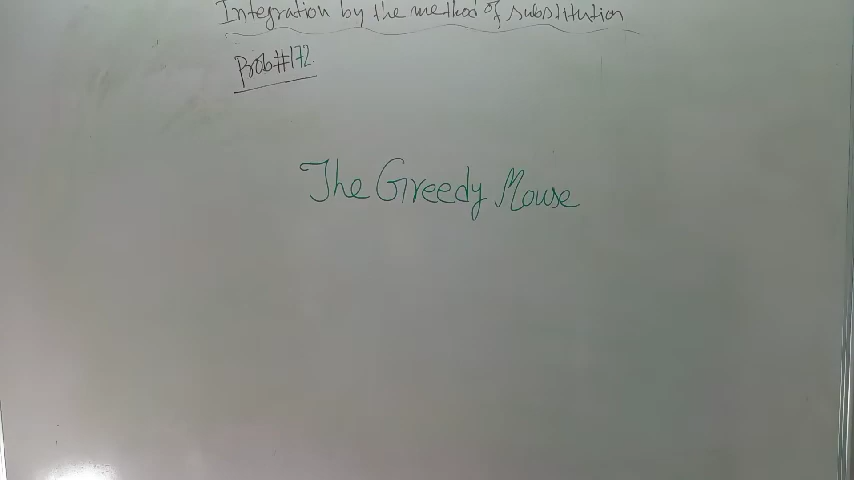 Integration by the method of substitution
Prob#172.
The Greedy Mouse